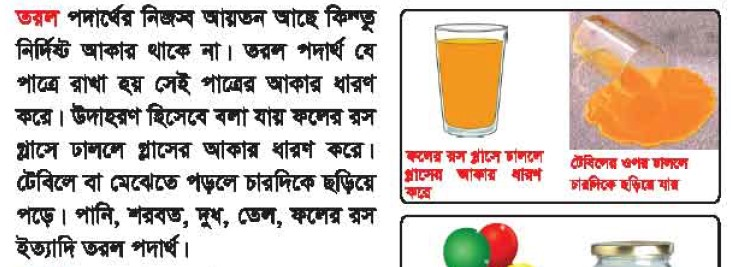 তরল পদার্থের নিজস্ব আয়তন আছে কিন্তু
নির্দিষ্ট আকার থাকে না। তরল পদার্থ যে
পাত্রে রাখা হয় সেই পাত্রের আকার ধারণ
করে। উদাহরণ হিসেবে বলা যায় ফলের রস
গ্লাসে ঢাললে গ্লাসের আকার ধারণ করে।
টেবিলে বা মেঝেতে পড়লে চারদিকে ছড়িয়ে
পড়ে। পানি, শরবত, দুধ, তেল, ফলের রস
ইত্যাদি তরল পদার্থ।
ফলের রস গ্লাসে ঢাললে
গ্লাসের আকার ধারণ
করে
টেবিলের ওপর ঢাললে
চারদিকে ছড়িয়ে যায়